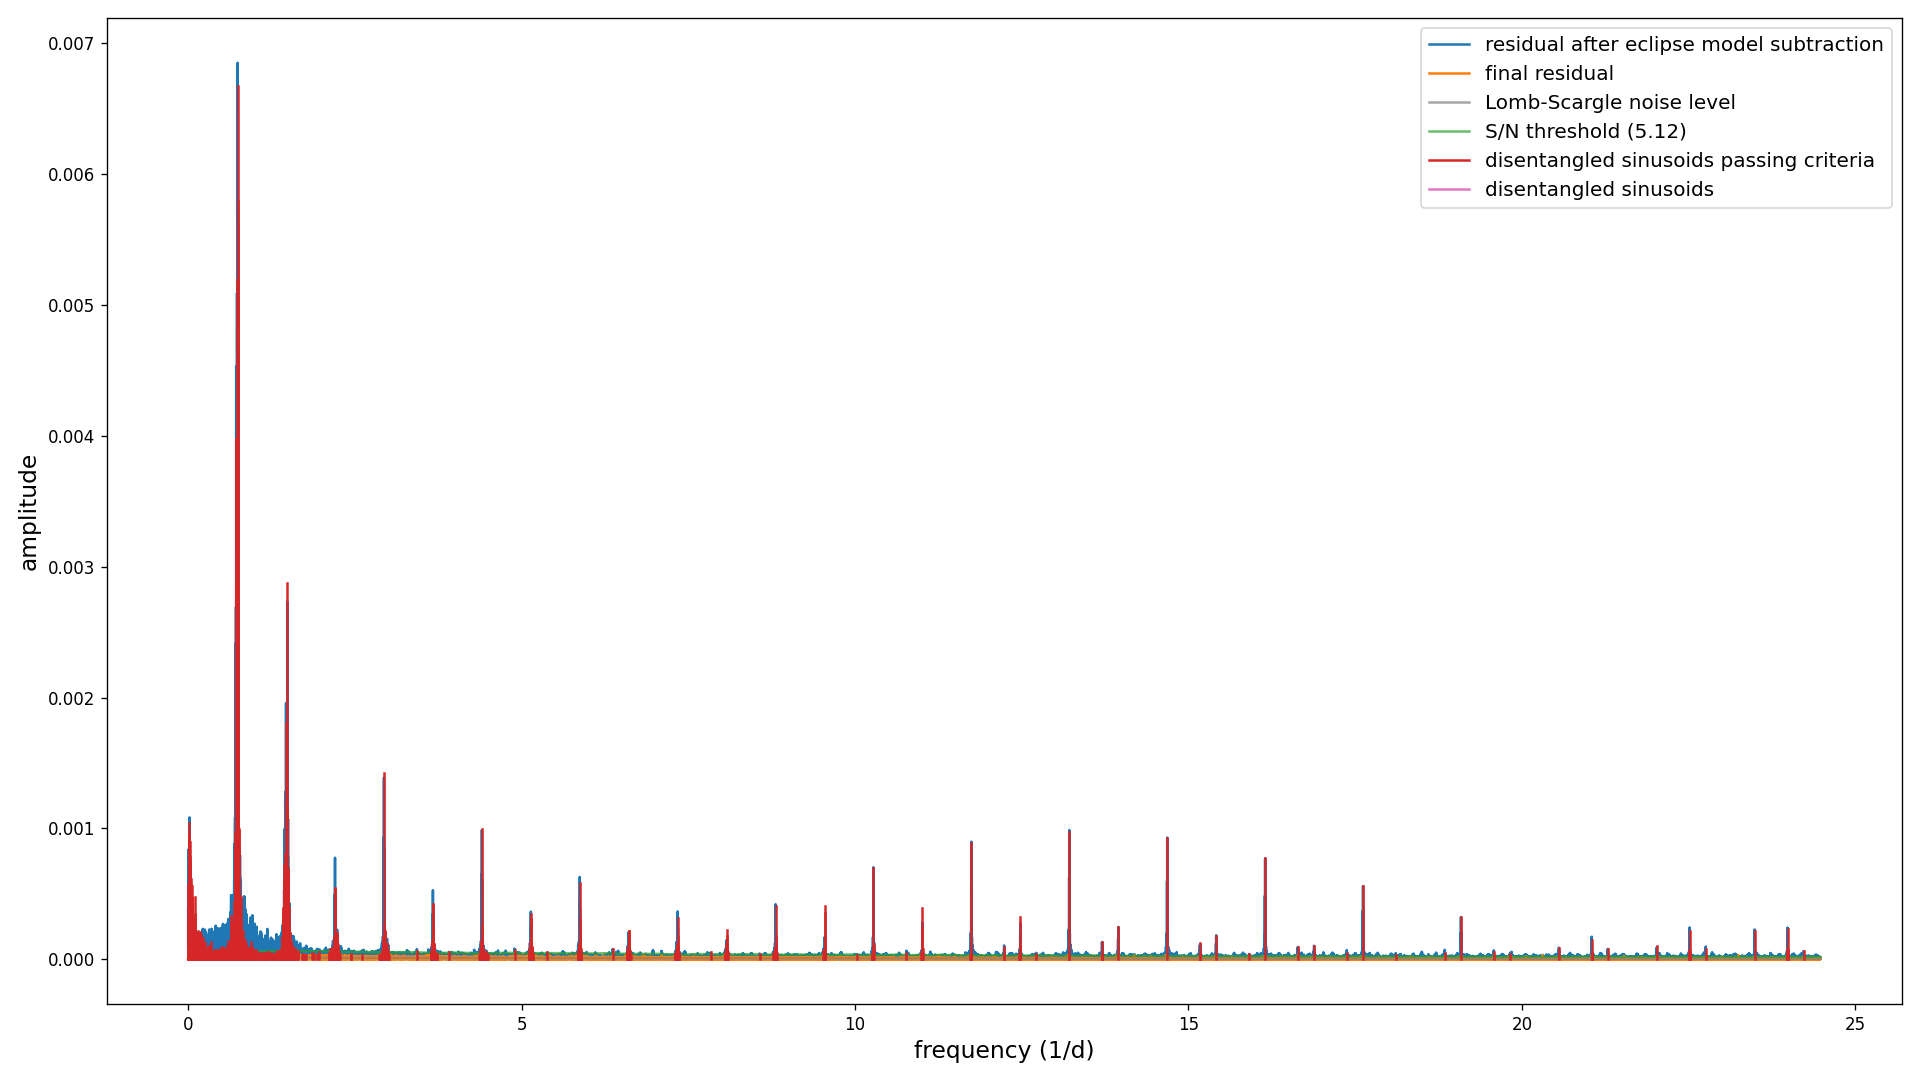 residual after eclipse model subtraction
final residual
Lomb-Scargle noise level
S/N threshold (5.12)
disentangled sinusoids passing criteria
disentangled sinusoids
0.007
0.006
0.005
0.004
0.003
0.002
0.001
0.000
amplitude
0 5 10 15 20 25
frequency (1/d)